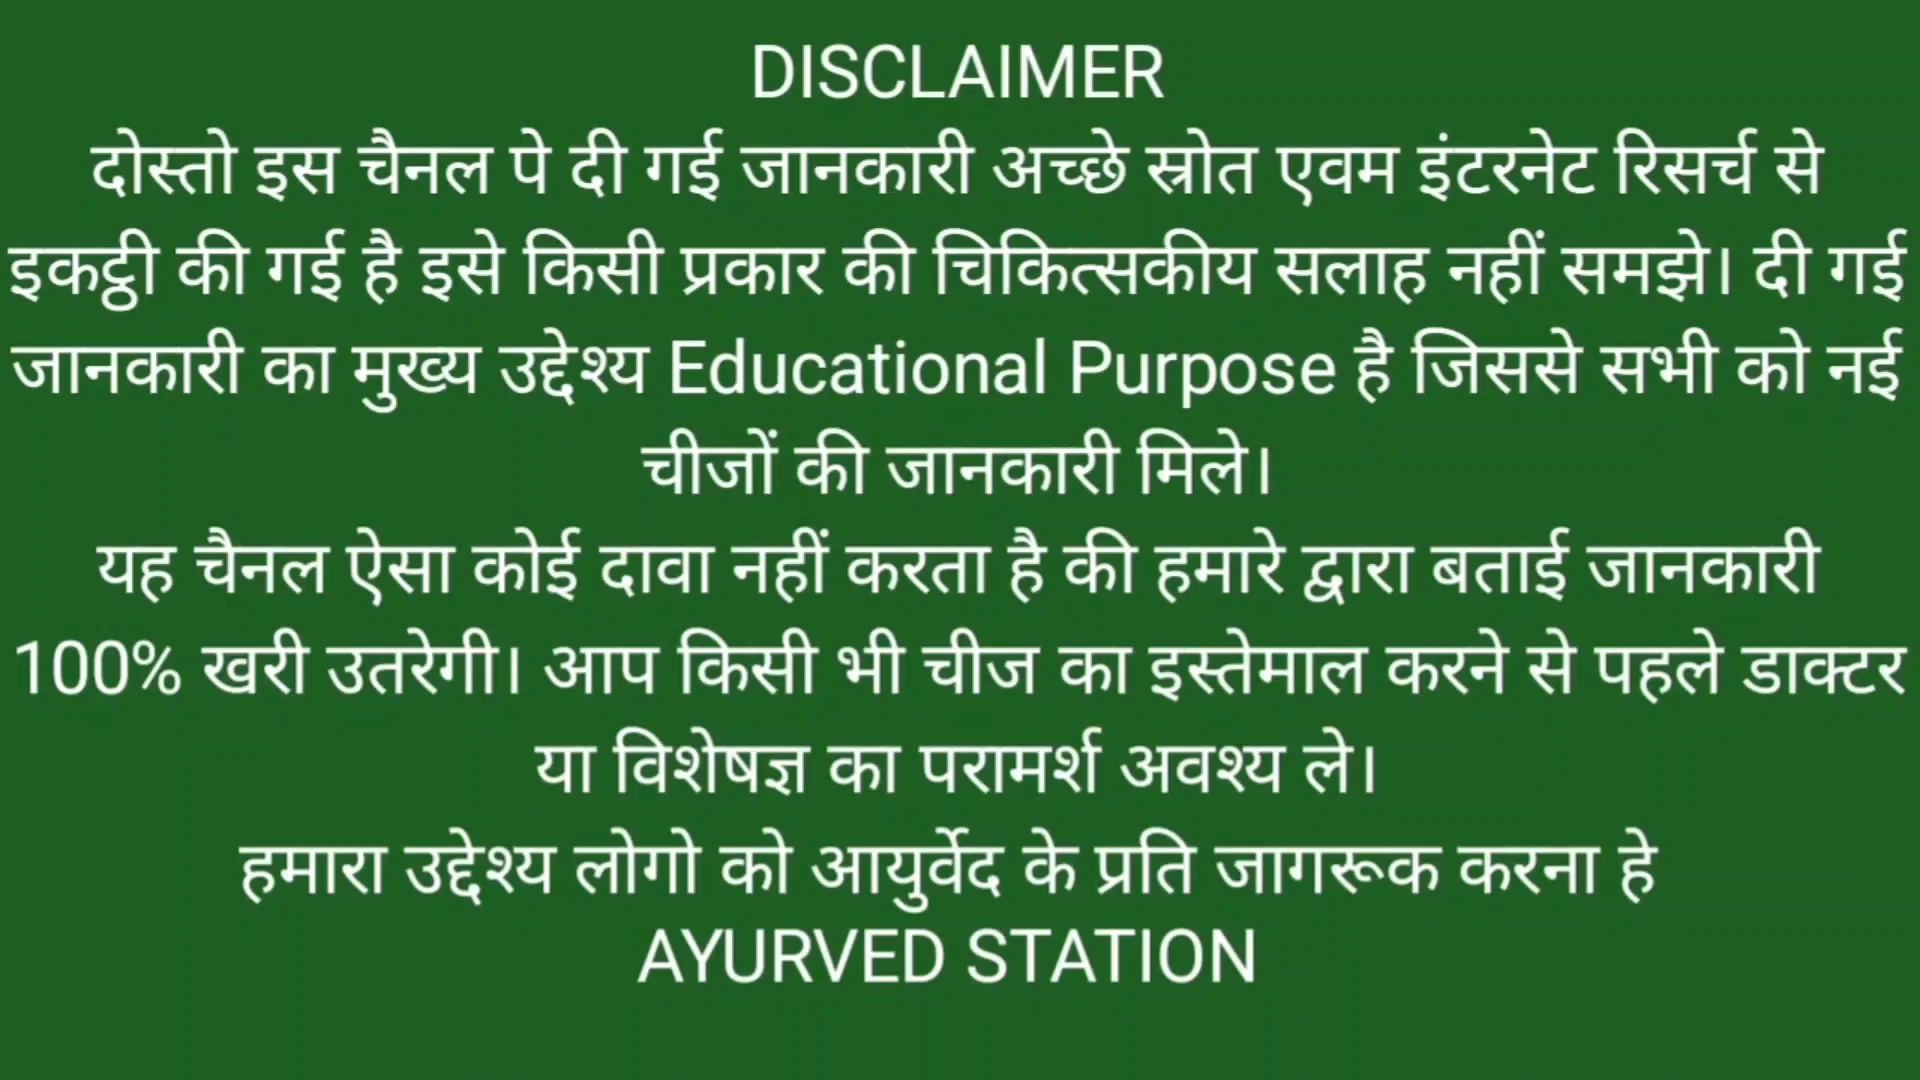 DISCLAIMER
दोस्तो इस चैनल पे दी गई जानकारी अच्छे स्रोत एवम इंटरनेट रिसर्च से
इकट्ठी की गई है इसे किसी प्रकार की चिकित्सकीय सलाह नहीं समझे। दी गई
जानकारी का मुख्य उद्देश्य Educational Purpose है जिससे सभी को नई
चीजों की जानकारी मिले।
यह चैनल ऐसा कोई दावा नहीं करता है की हमारे द्वारा बताई जानकारी
100% खरी उतरेगी। आप किसी भी चीज का इस्तेमाल करने से पहले डाक्टर
या विशेषज्ञ का परामर्श अवश्य ले।
हमारा उद्देश्य लोगो को आयुर्वेद के प्रति जागरूक करना हे
AYURVED STATION